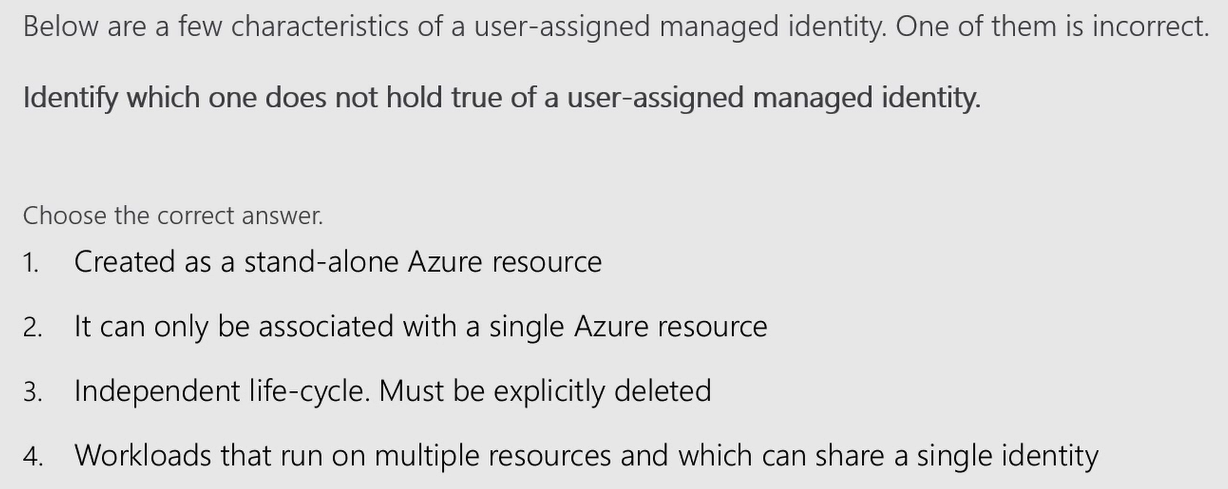 Below are a few characteristics of a user-assigned managed identity. One of them is incorrect.
Identify which one does not hold true of a user-assigned managed identity.
Choose the correct answer.
1. Created as a stand-alone Azure resource
2. It can only be associated with a single Azure resource
3. Independent life-cycle. Must be explicitly deleted
4. Workloads that run on multiple resources and which can share a single identity